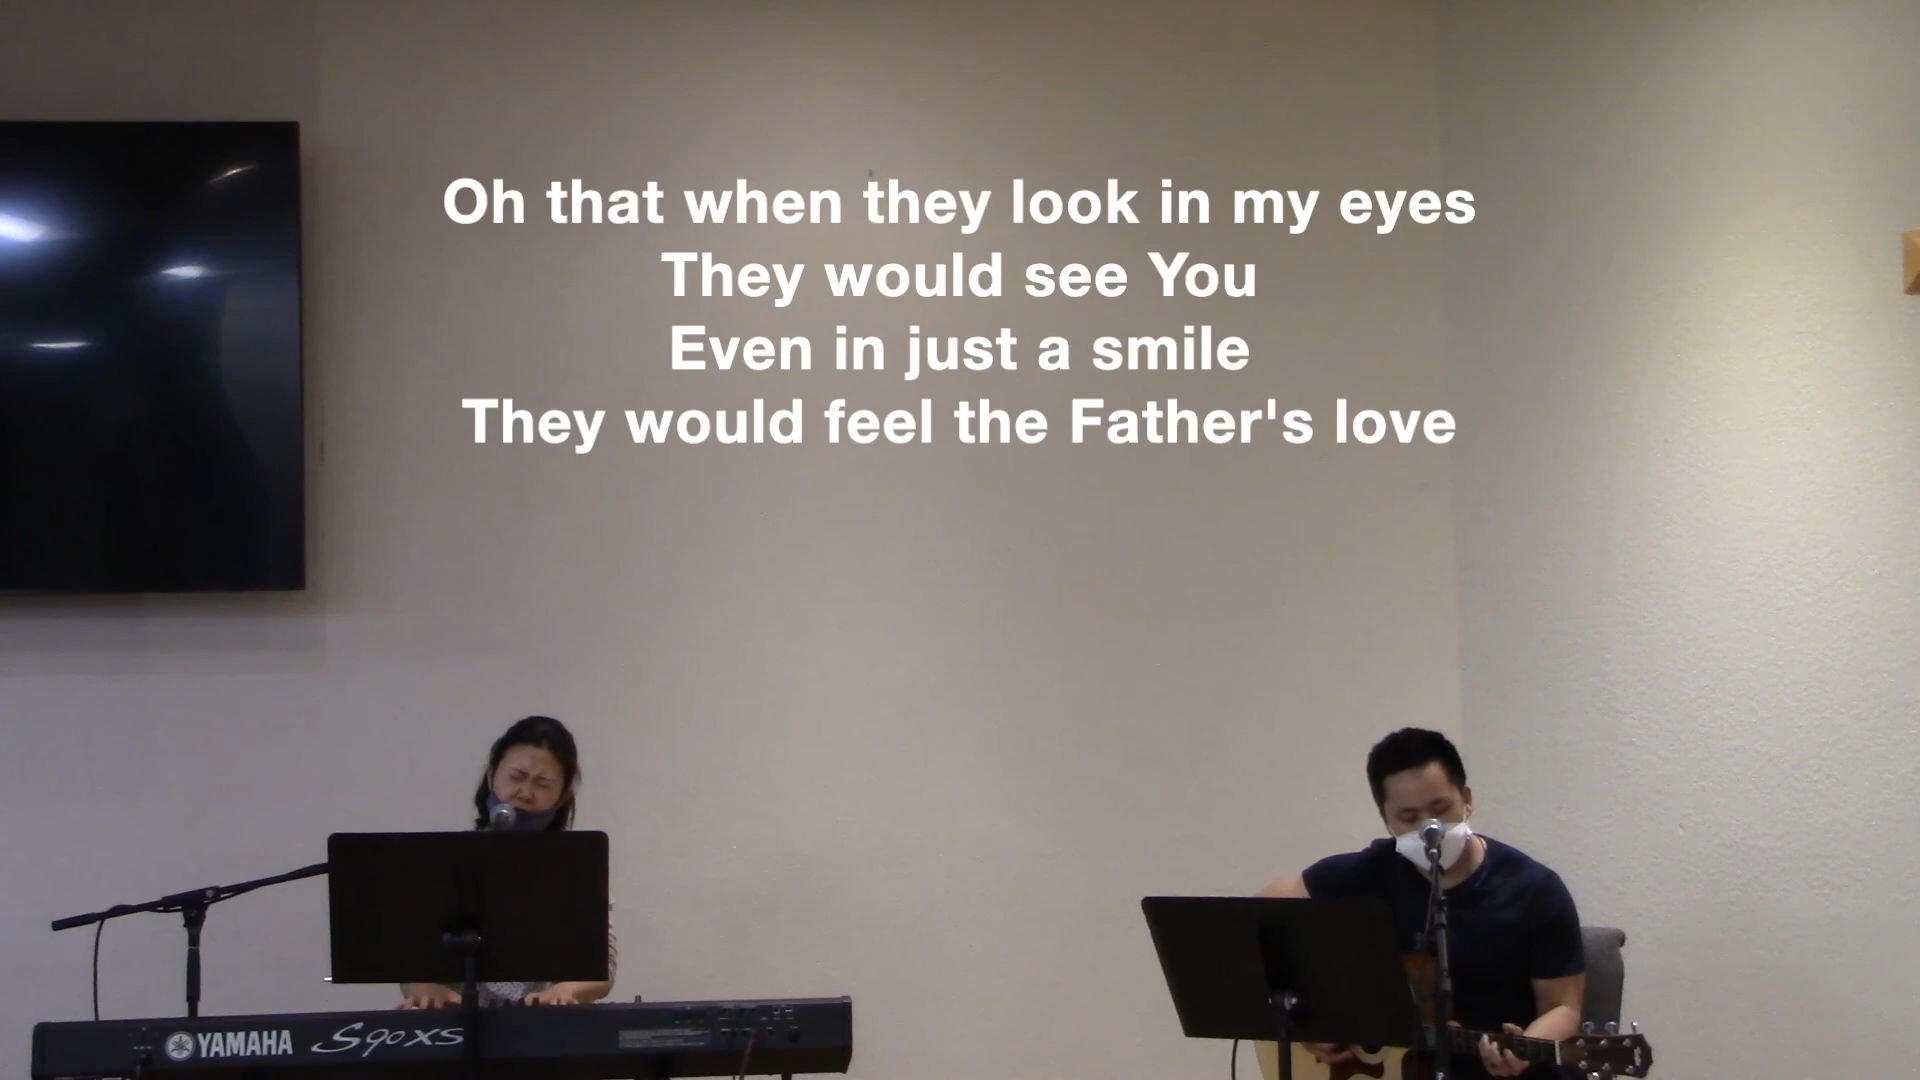 Oh that when they look in my eyes
They would see You
Even in just a smile
They would feel the Father's love
YAMAHA S90XS